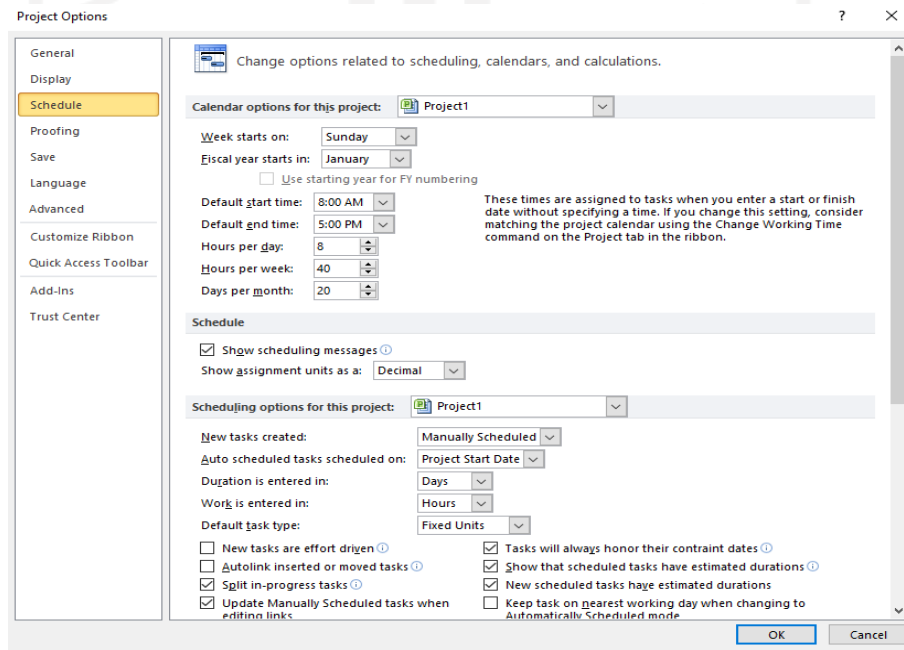 Project Options
?
General
Display
Schedule
Proofing
Save
Language
Advanced
Customize Ribbon
Quick Access Toolbar
Add-Ins
Trust Center
Change options related to scheduling, calendars, and calculations.
Calendar options for this project: Project1
Week starts on: Sunday
Fiscal year starts in: January
Use starting year for FY numbering
Default start time: 8:00 AM
Default end time: 5:00 PM
Hours per day: 8
Hours per week: 40
Days per month: 20
These times are assigned to tasks when you enter a start or finish
date without specifying a time. If you change this setting, consider
matching the project calendar using the Change Working Time
command on the Project tab in the ribbon.
Schedule
Show scheduling messages
Show assignment units as a: Decimal
Scheduling options for this project: Project1
New tasks created: Manually Scheduled
Auto scheduled tasks scheduled on: Project Start Date
Duration is entered in: Days
Work is entered in: Hours
Default task type: Fixed Units
New tasks are effort driven
Autolink inserted or moved tasks
Split in-progress tasks
Update Manually Scheduled tasks when
editing links
Tasks will always honor their contraint dates
Show that scheduled tasks have estimated durations
New scheduled tasks have estimated durations
Keep task on nearest working day when changing to
Automatically Scheduled mode
OK
Cancel